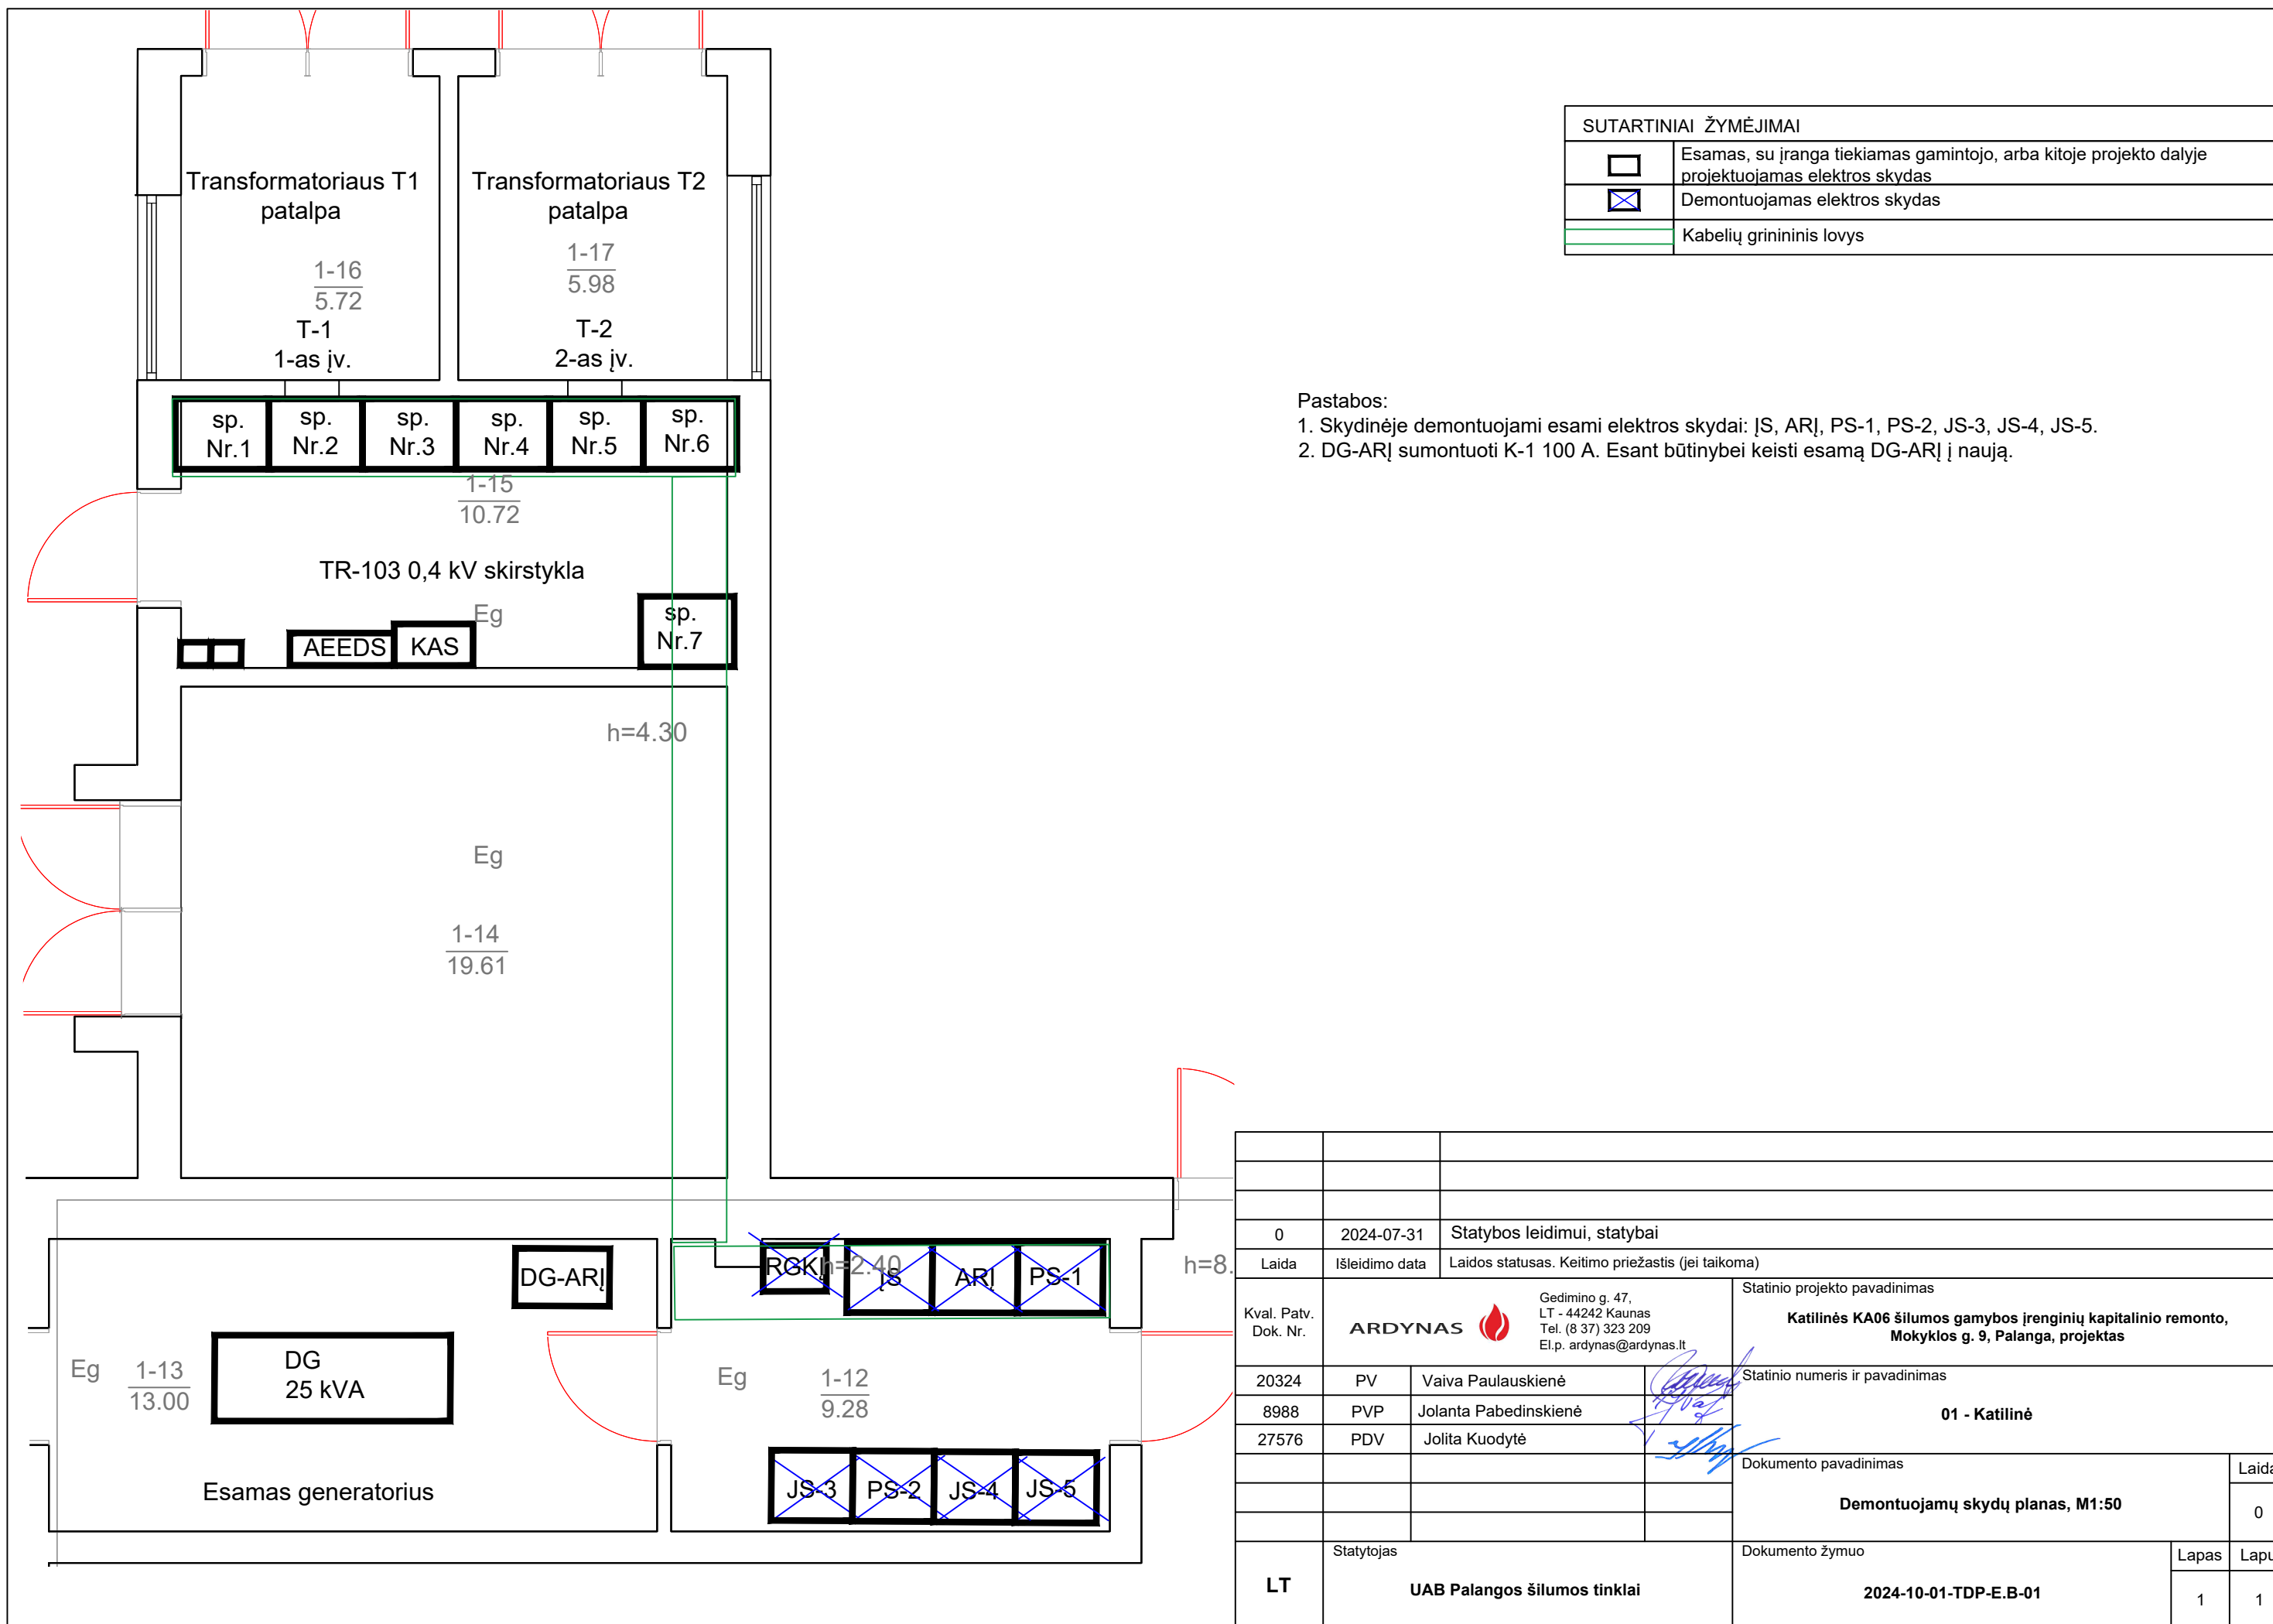 Transformatoriaus T1
patalpa
1-16
5.72
T-1
1-as įv.
Transformatoriaus T2
patalpa
1-17
5.98
T-2
2-as įv.
sp.
Nr.1
sp.
Nr.2
sp.
Nr.3
sp.
Nr.4
sp.
Nr.5
sp.
Nr.6
1-15
10.72
TR-103 0,4 kV skirstykla
Eg
AEEDS
KAS
sp.
Nr.7
h=4.30
Eg
1-14
19.61
DG-ARĮ
DG
25 kVA
Eg
1-13
13.00
Esamas generatorius
RGKĮ
h=2.40
ĮS
ARĮ
PS-1
h=8.
Eg
1-12
9.28
JS-3
PS-2
JS-4
JS-5
SUTARTINIAI ŽYMĖJIMAI
Esamas, su įranga tiekiamas gamintojo, arba kitoje projekto dalyje
projektuojamas elektros skydas
Demontuojamas elektros skydas
Kabelių grinininis lovys
Pastabos:
1. Skydinėje demontuojami esami elektros skydai: ĮS, ARĮ, PS-1, PS-2, JS-3, JS-4, JS-5.
2. DG-ARĮ sumontuoti K-1 100 A. Esant būtinybei keisti esamą DG-ARĮ į naują.
0 2024-07-31 Statybos leidimui, statybai
Laida Išleidimo data Laidos statusas. Keitimo priežastis (jei taikoma)
Kval. Patv.
Dok. Nr.
ARDYNAS
Gedimino g. 47,
LT - 44242 Kaunas
Tel. (8 37) 323 209
El.p. ardynas@ardynas.lt
Statinio projekto pavadinimas
Katilinės KA06 šilumos gamybos įrenginių kapitalinio remonto,
Mokyklos g. 9, Palanga, projektas
20324 PV Vaiva Paulauskienė
8988 PVP Jolanta Pabedinskienė
27576 PDV Jolita Kuodytė
Statinio numeris ir pavadinimas
01 - Katilinė
Dokumento pavadinimas
Demontuojamų skydų planas, M1:50
Laida
0
LT
Statytojas
UAB Palangos šilumos tinklai
Dokumento žymuo
2024-10-01-TDP-E.B-01
Lapas
1
Lapų
1